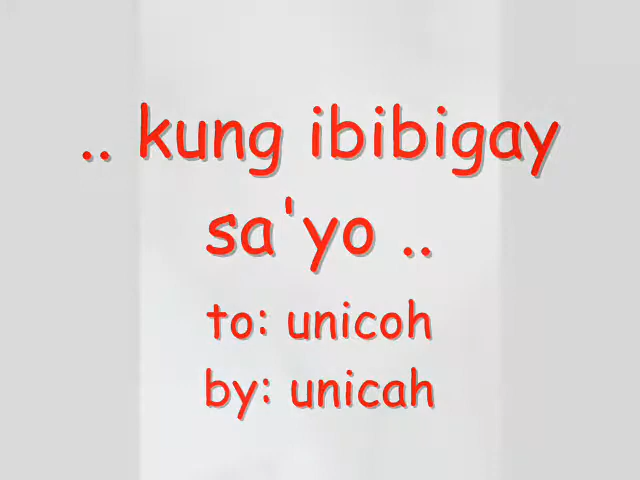 .. kung ibibigay
sa'yo ..
to: unicoh
by: unicah